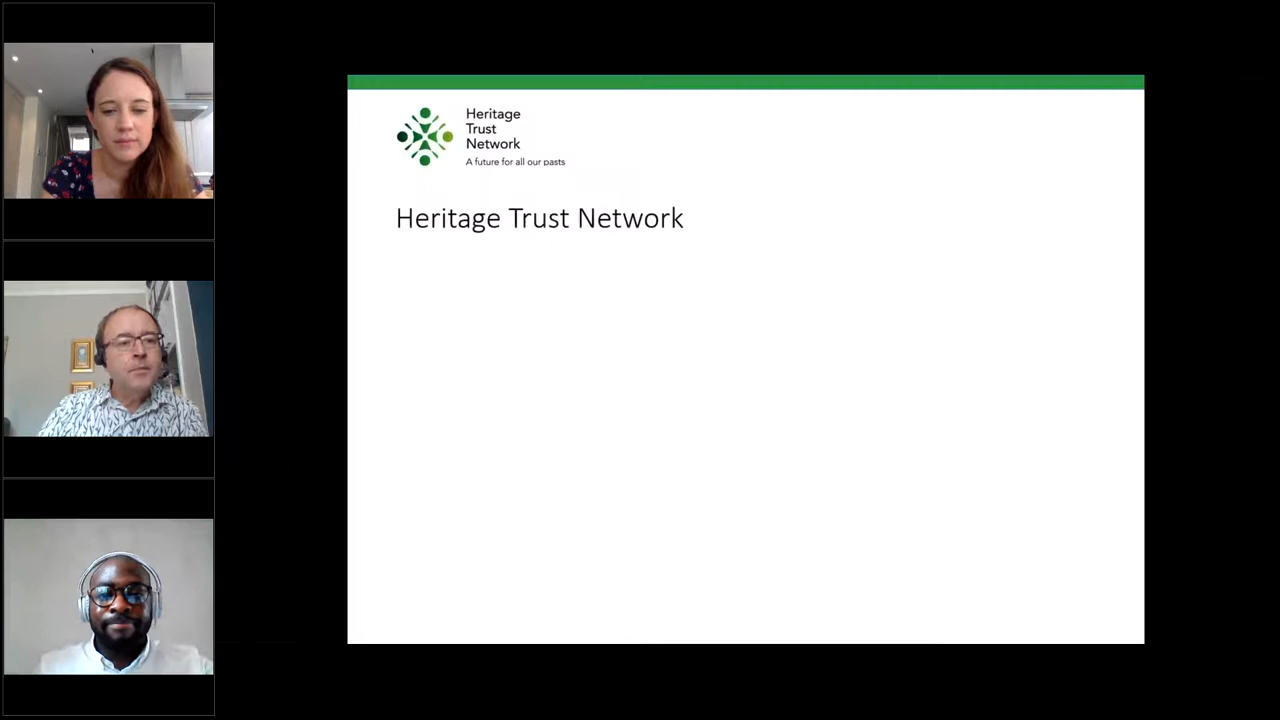 Heritage
Trust
Network
A future for all our pasts
Heritage Trust Network